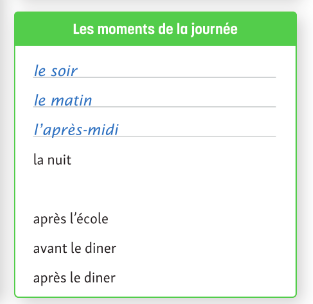 Les moments de la journée
le soir
le matin
l'après-midi
la nuit
après l'école
avant le diner
après le diner